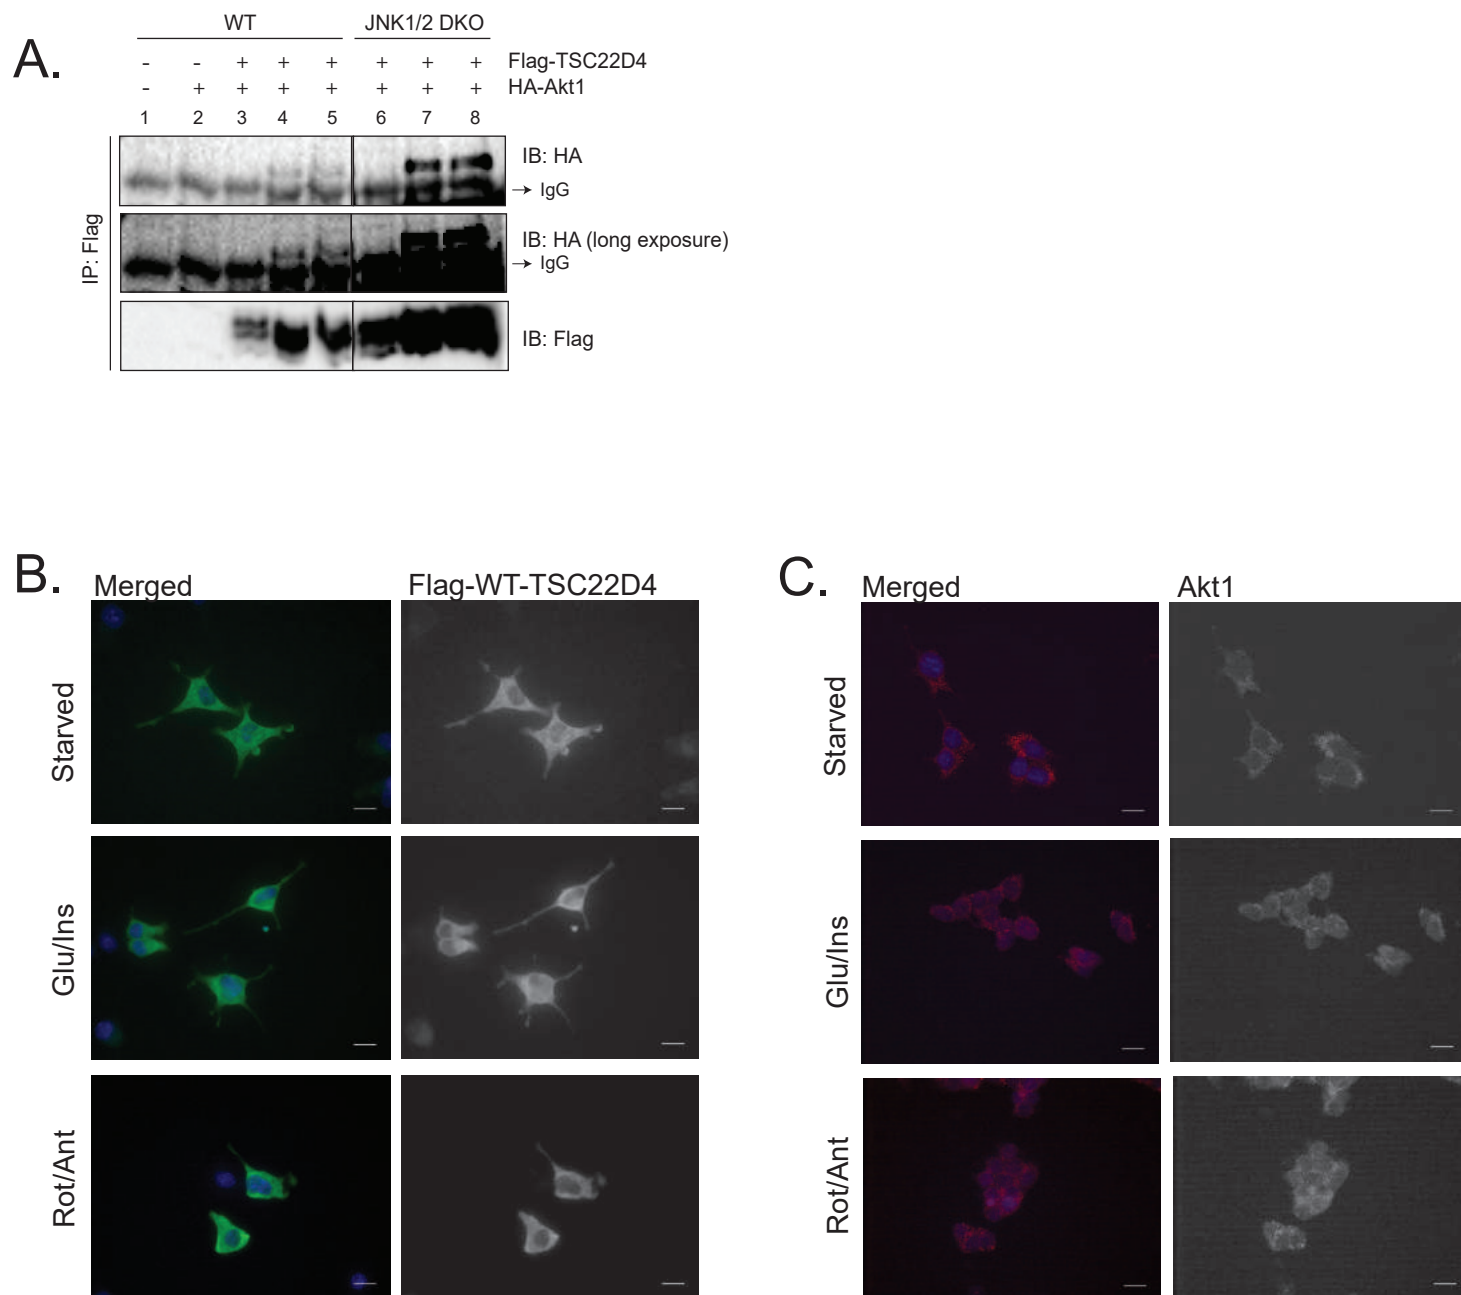 A.
WT JNK1/2 DKO
- - + + + + + + Flag-TSC22D4
- + + + + + + + HA-Akt1
1 2 3 4 5 6 7 8
IP: Flag
IB: HA
→ IgG
IB: HA (long exposure)
→ IgG
IB: Flag
B.
Merged Flag-WT-TSC22D4
Starved
Glu/Ins
Rot/Ant
C.
Merged Akt1
Starved
Glu/Ins
Rot/Ant